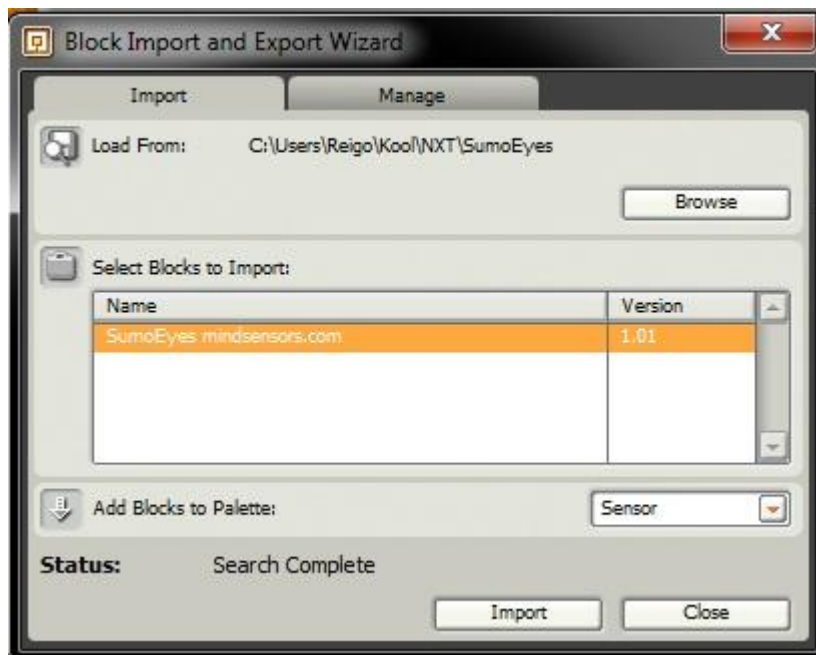 Block Import and Export Wizard
Import Manage
Load From: C:\Users\Reigo\Kool\NXT\SumoEyes
Browse
Select Blocks to Import:
Name Version
SumoEyes mindsensors.com 1.01
Add Blocks to Palette: Sensor
Status: Search Complete
Import Close